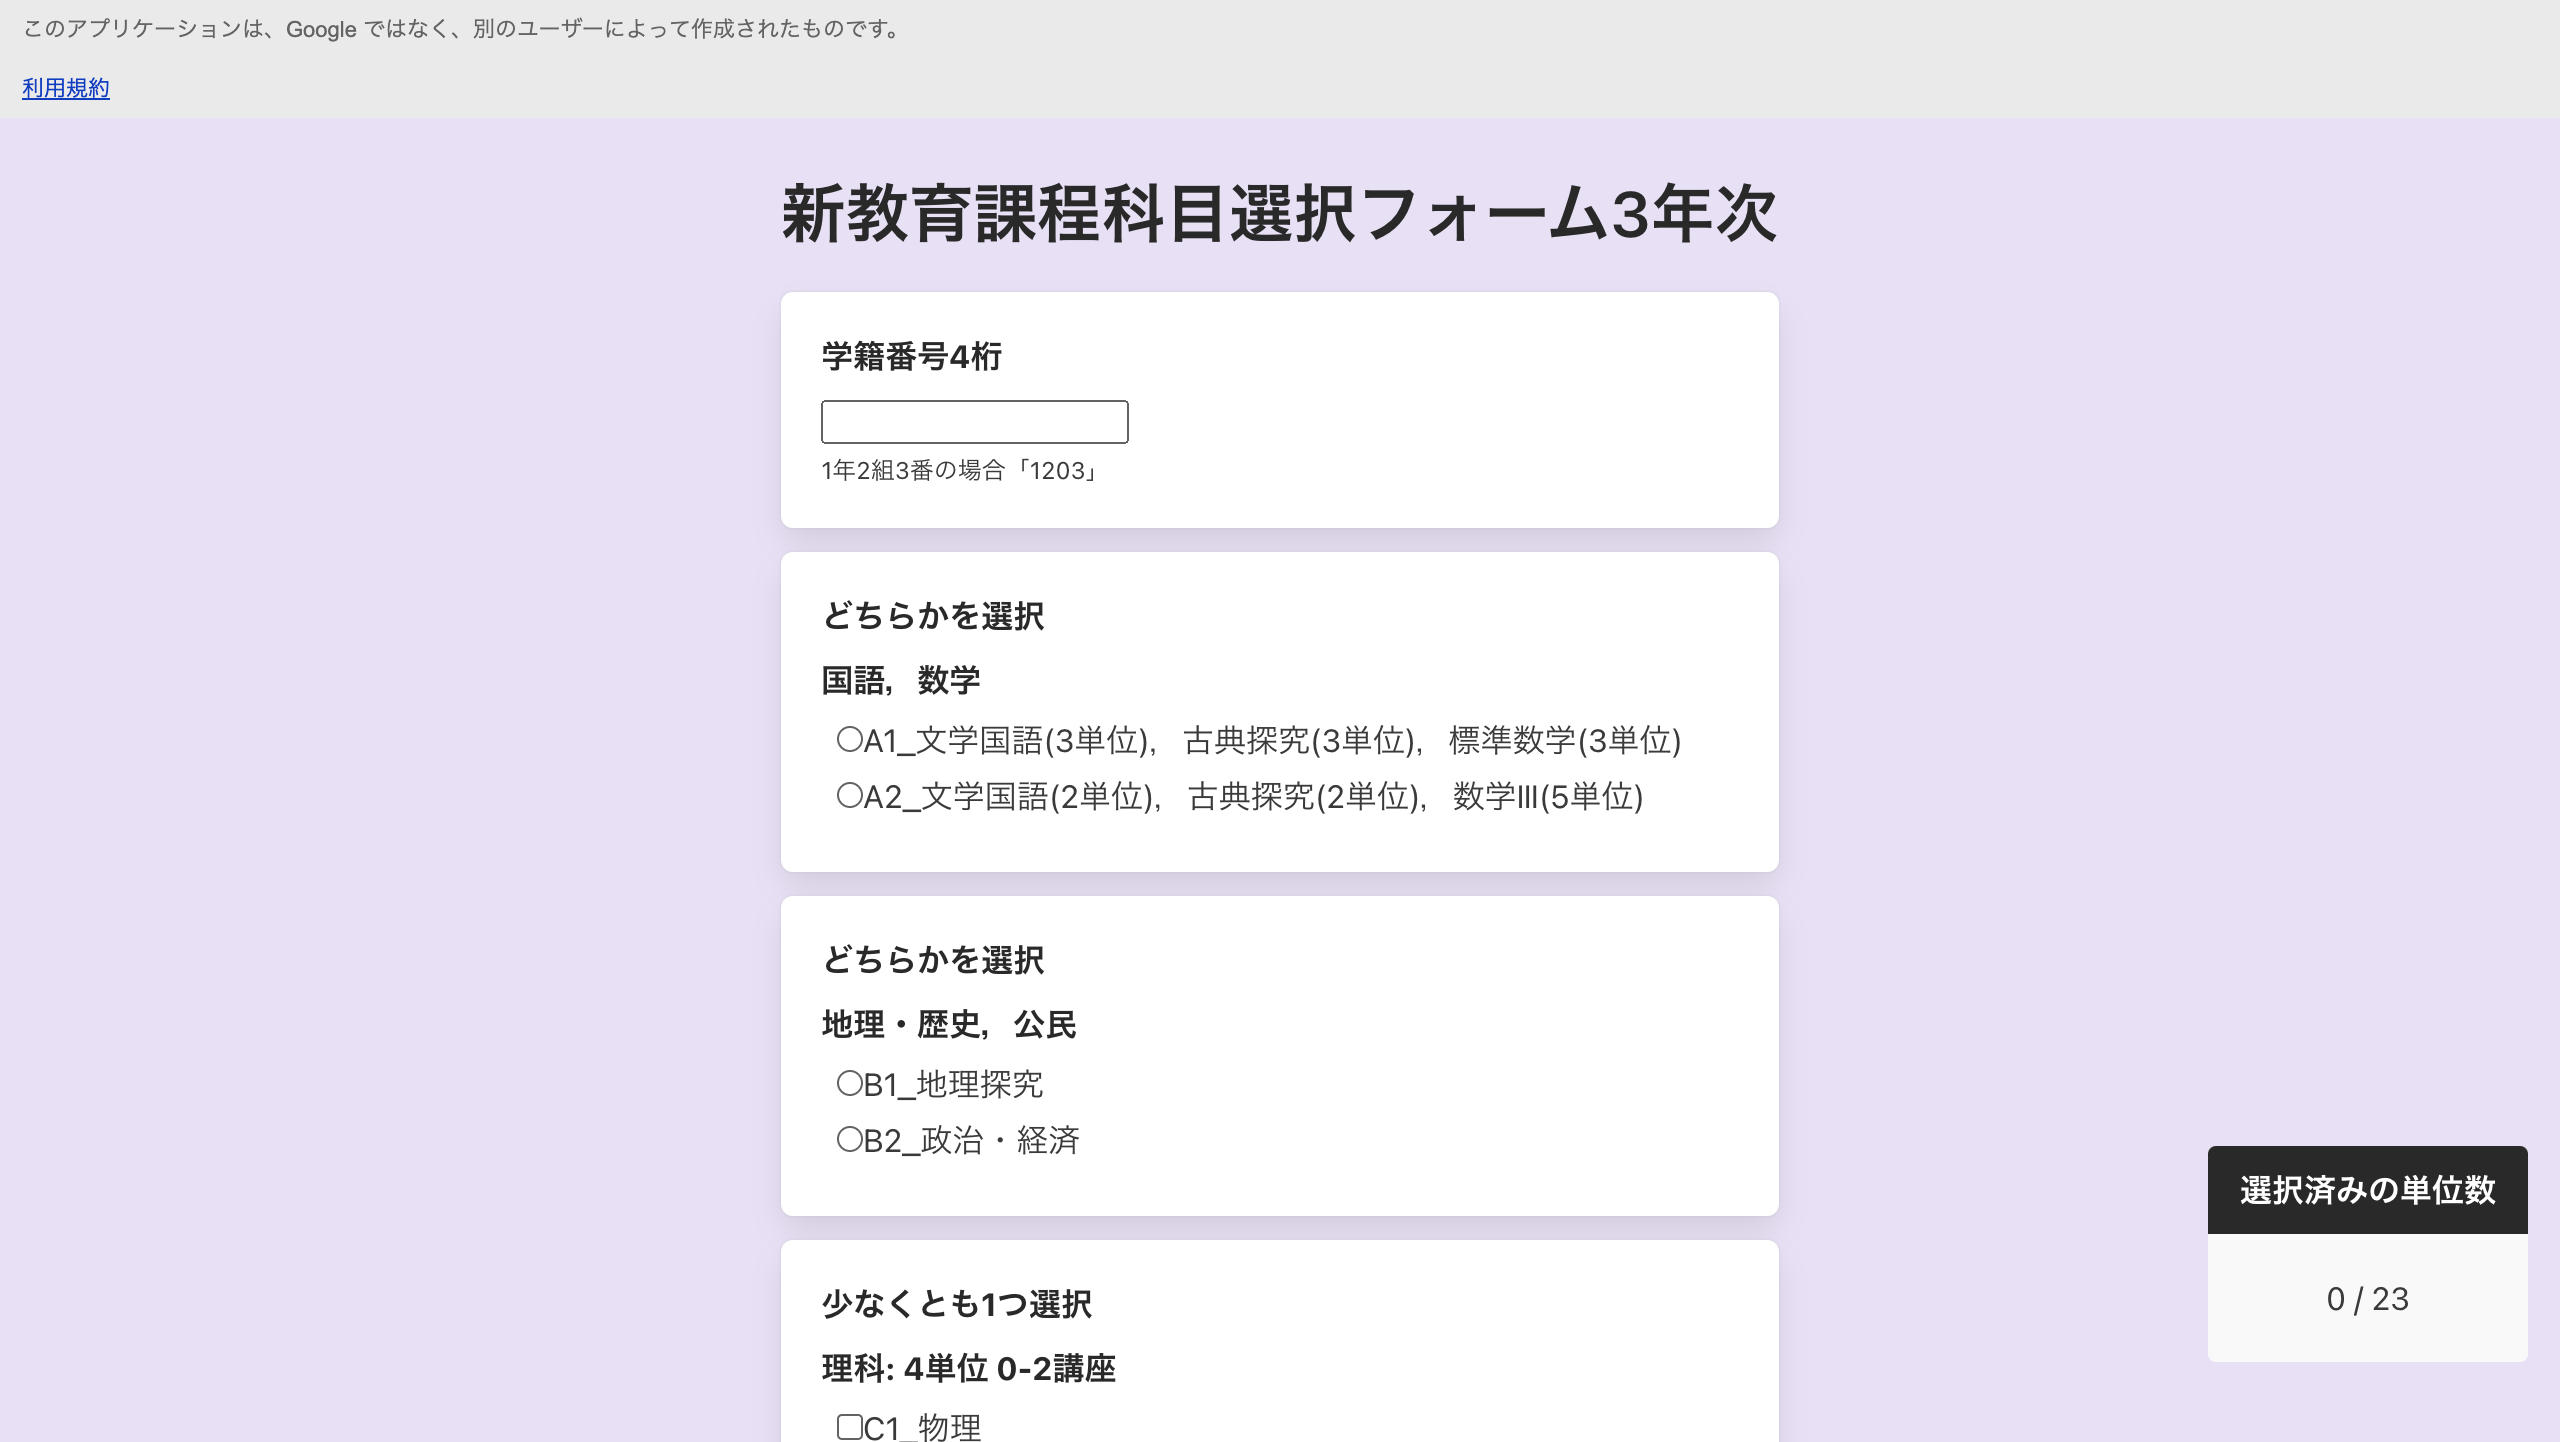 このアプリケーションは、Google ではなく、別のユーザーによって作成されたものです。
利用規約
新教育課程科目選択フォーム3年次
学籍番号4桁
1年2組3番の場合「1203」
どちらかを選択
国語，数学
A1_文学国語(3単位)，古典探究(3単位)，標準数学(3単位)
A2_文学国語(2単位)，古典探究(2単位)，数学III(5単位)
どちらかを選択
地理・歴史，公民
B1_地理探究
B2_政治・経済
選択済みの単位数
0 / 23
少なくとも1つ選択
理科: 4単位 0-2講座
C1_物理